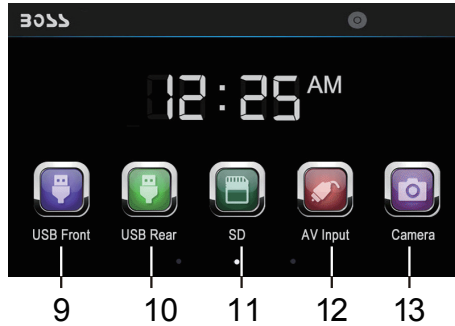 BOSS
12:25 AM
USB Front USB Rear SD AV Input Camera
9 10 11 12 13